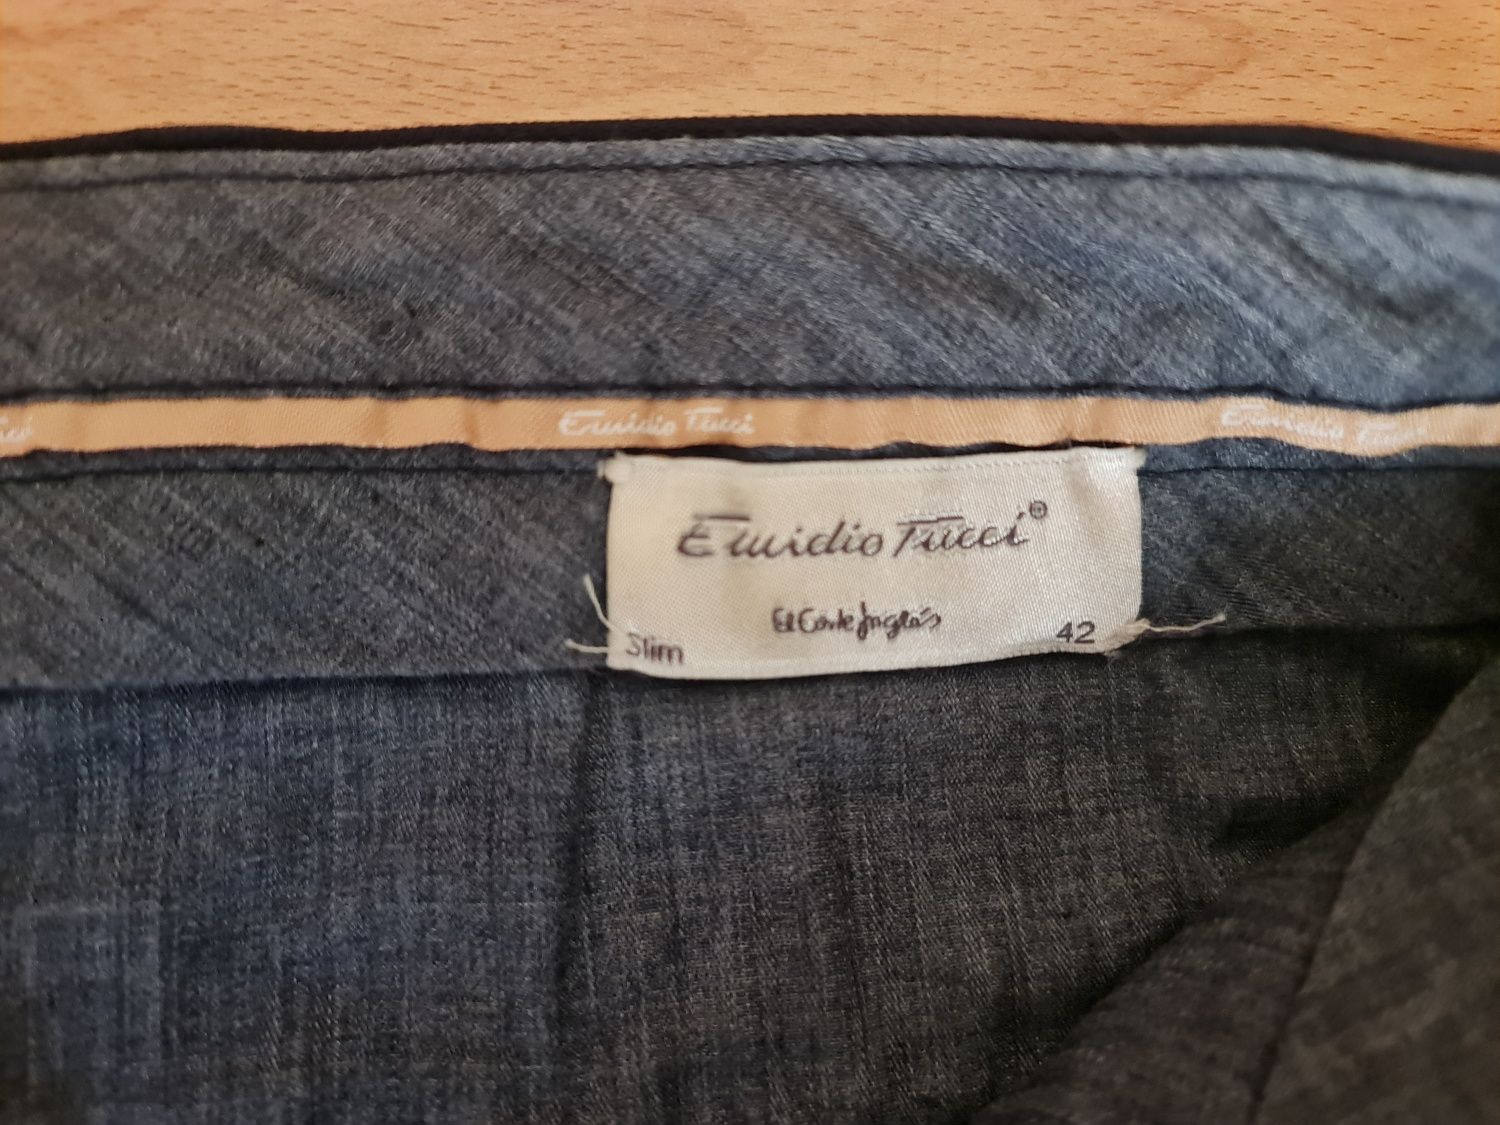 Emidio Tucci Emidio Tucci
Emidio Tucci®
El Corte Inglés
Slim 42